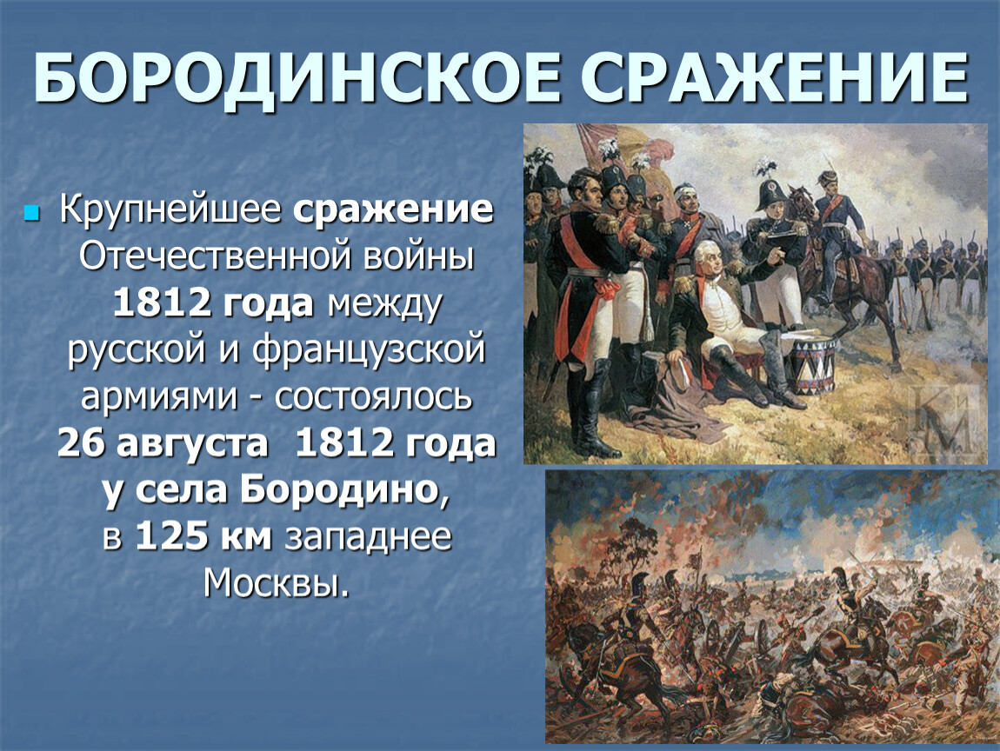 БОРОДИНСКОЕ СРАЖЕНИЕ
Крупнейшее сражение
Отечественной войны
1812 года между
русской и французской
армиями - состоялось
26 августа 1812 года
у села Бородино,
в 125 км западнее
Москвы.
К М